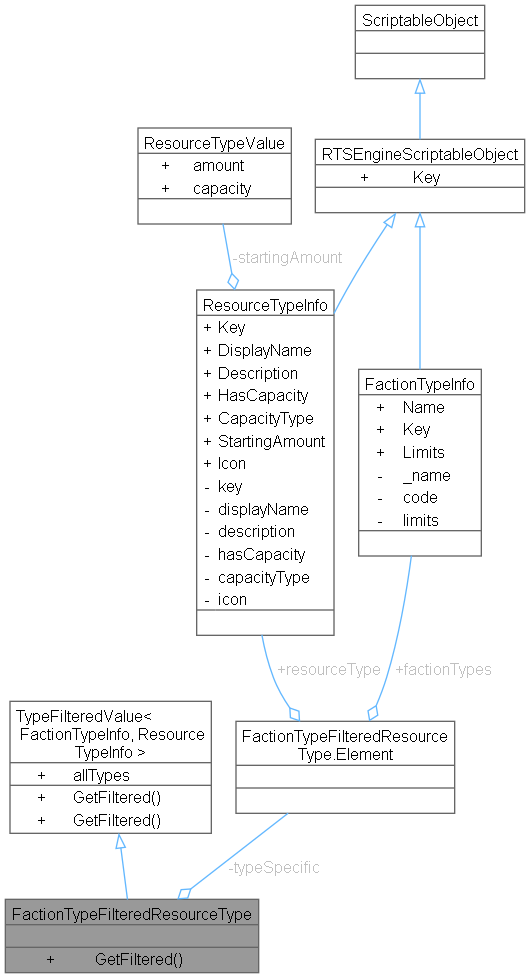 ScriptableObject
ResourceTypeValue
+ amount
+ capacity
RTSEngineScriptableObject
+ Key
-startingAmount
ResourceTypeInfo
+ Key
+ DisplayName
+ Description
+ HasCapacity
+ CapacityType
+ StartingAmount
+ Icon
- key
- displayName
- description
- hasCapacity
- capacityType
- icon
FactionTypeInfo
+ Name
+ Key
+ Limits
- _name
- code
- limits
+resourceType
+factionTypes
TypeFilteredValue<
FactionTypeInfo, Resource
TypeInfo >
+ allTypes
+ GetFiltered()
+ GetFiltered()
FactionTypeFilteredResource
Type.Element
-typeSpecific
FactionTypeFilteredResourceType
+ GetFiltered()